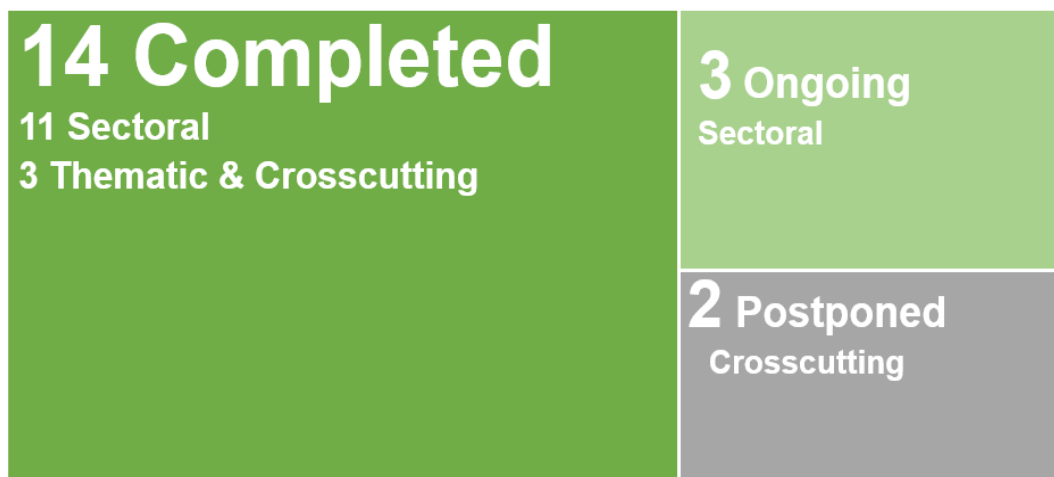 14 Completed
11 Sectoral
3 Thematic & Crosscutting
3 Ongoing
Sectoral
2 Postponed
Crosscutting